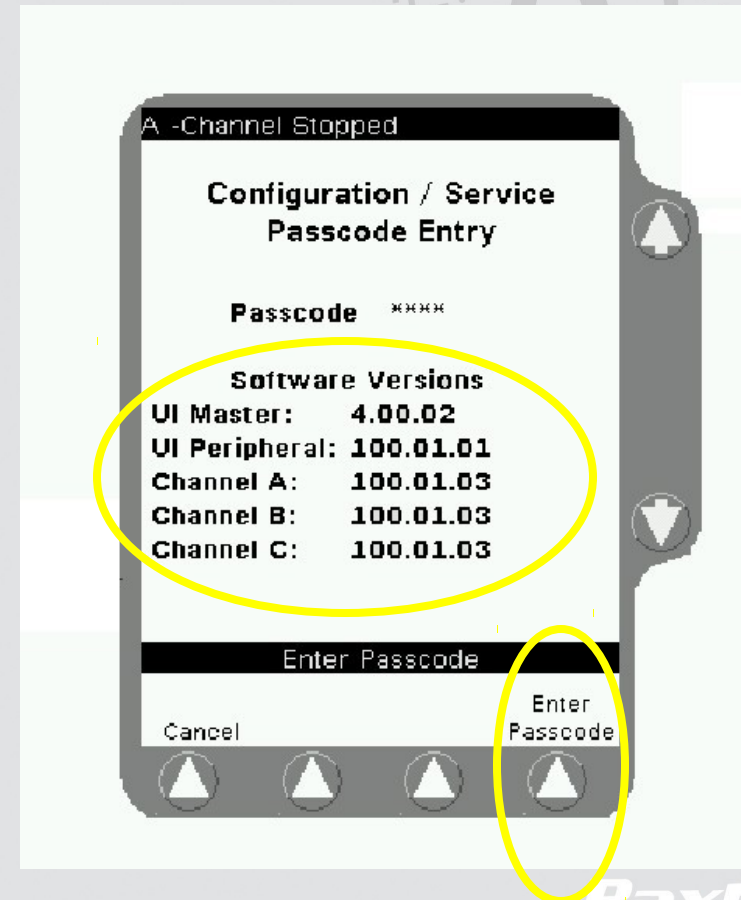 A -Channel Stopped
Configuration / Service
Passcode Entry
Passcode ****
Software Versions
UI Master: 4.00.02
UI Peripheral: 100.01.01
Channel A: 100.01.03
Channel B: 100.01.03
Channel C: 100.01.03
Enter Passcode
Cancel
Enter
Passcode